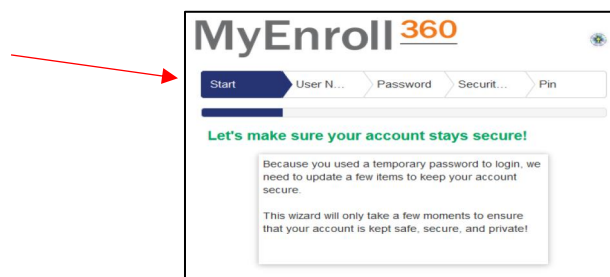 MyEnroll 360
Start User N... Password Securit... Pin
Let's make sure your account stays secure!
Because you used a temporary password to login, we
need to update a few items to keep your account
secure.
This wizard will only take a few moments to ensure
that your account is kept safe, secure, and private!